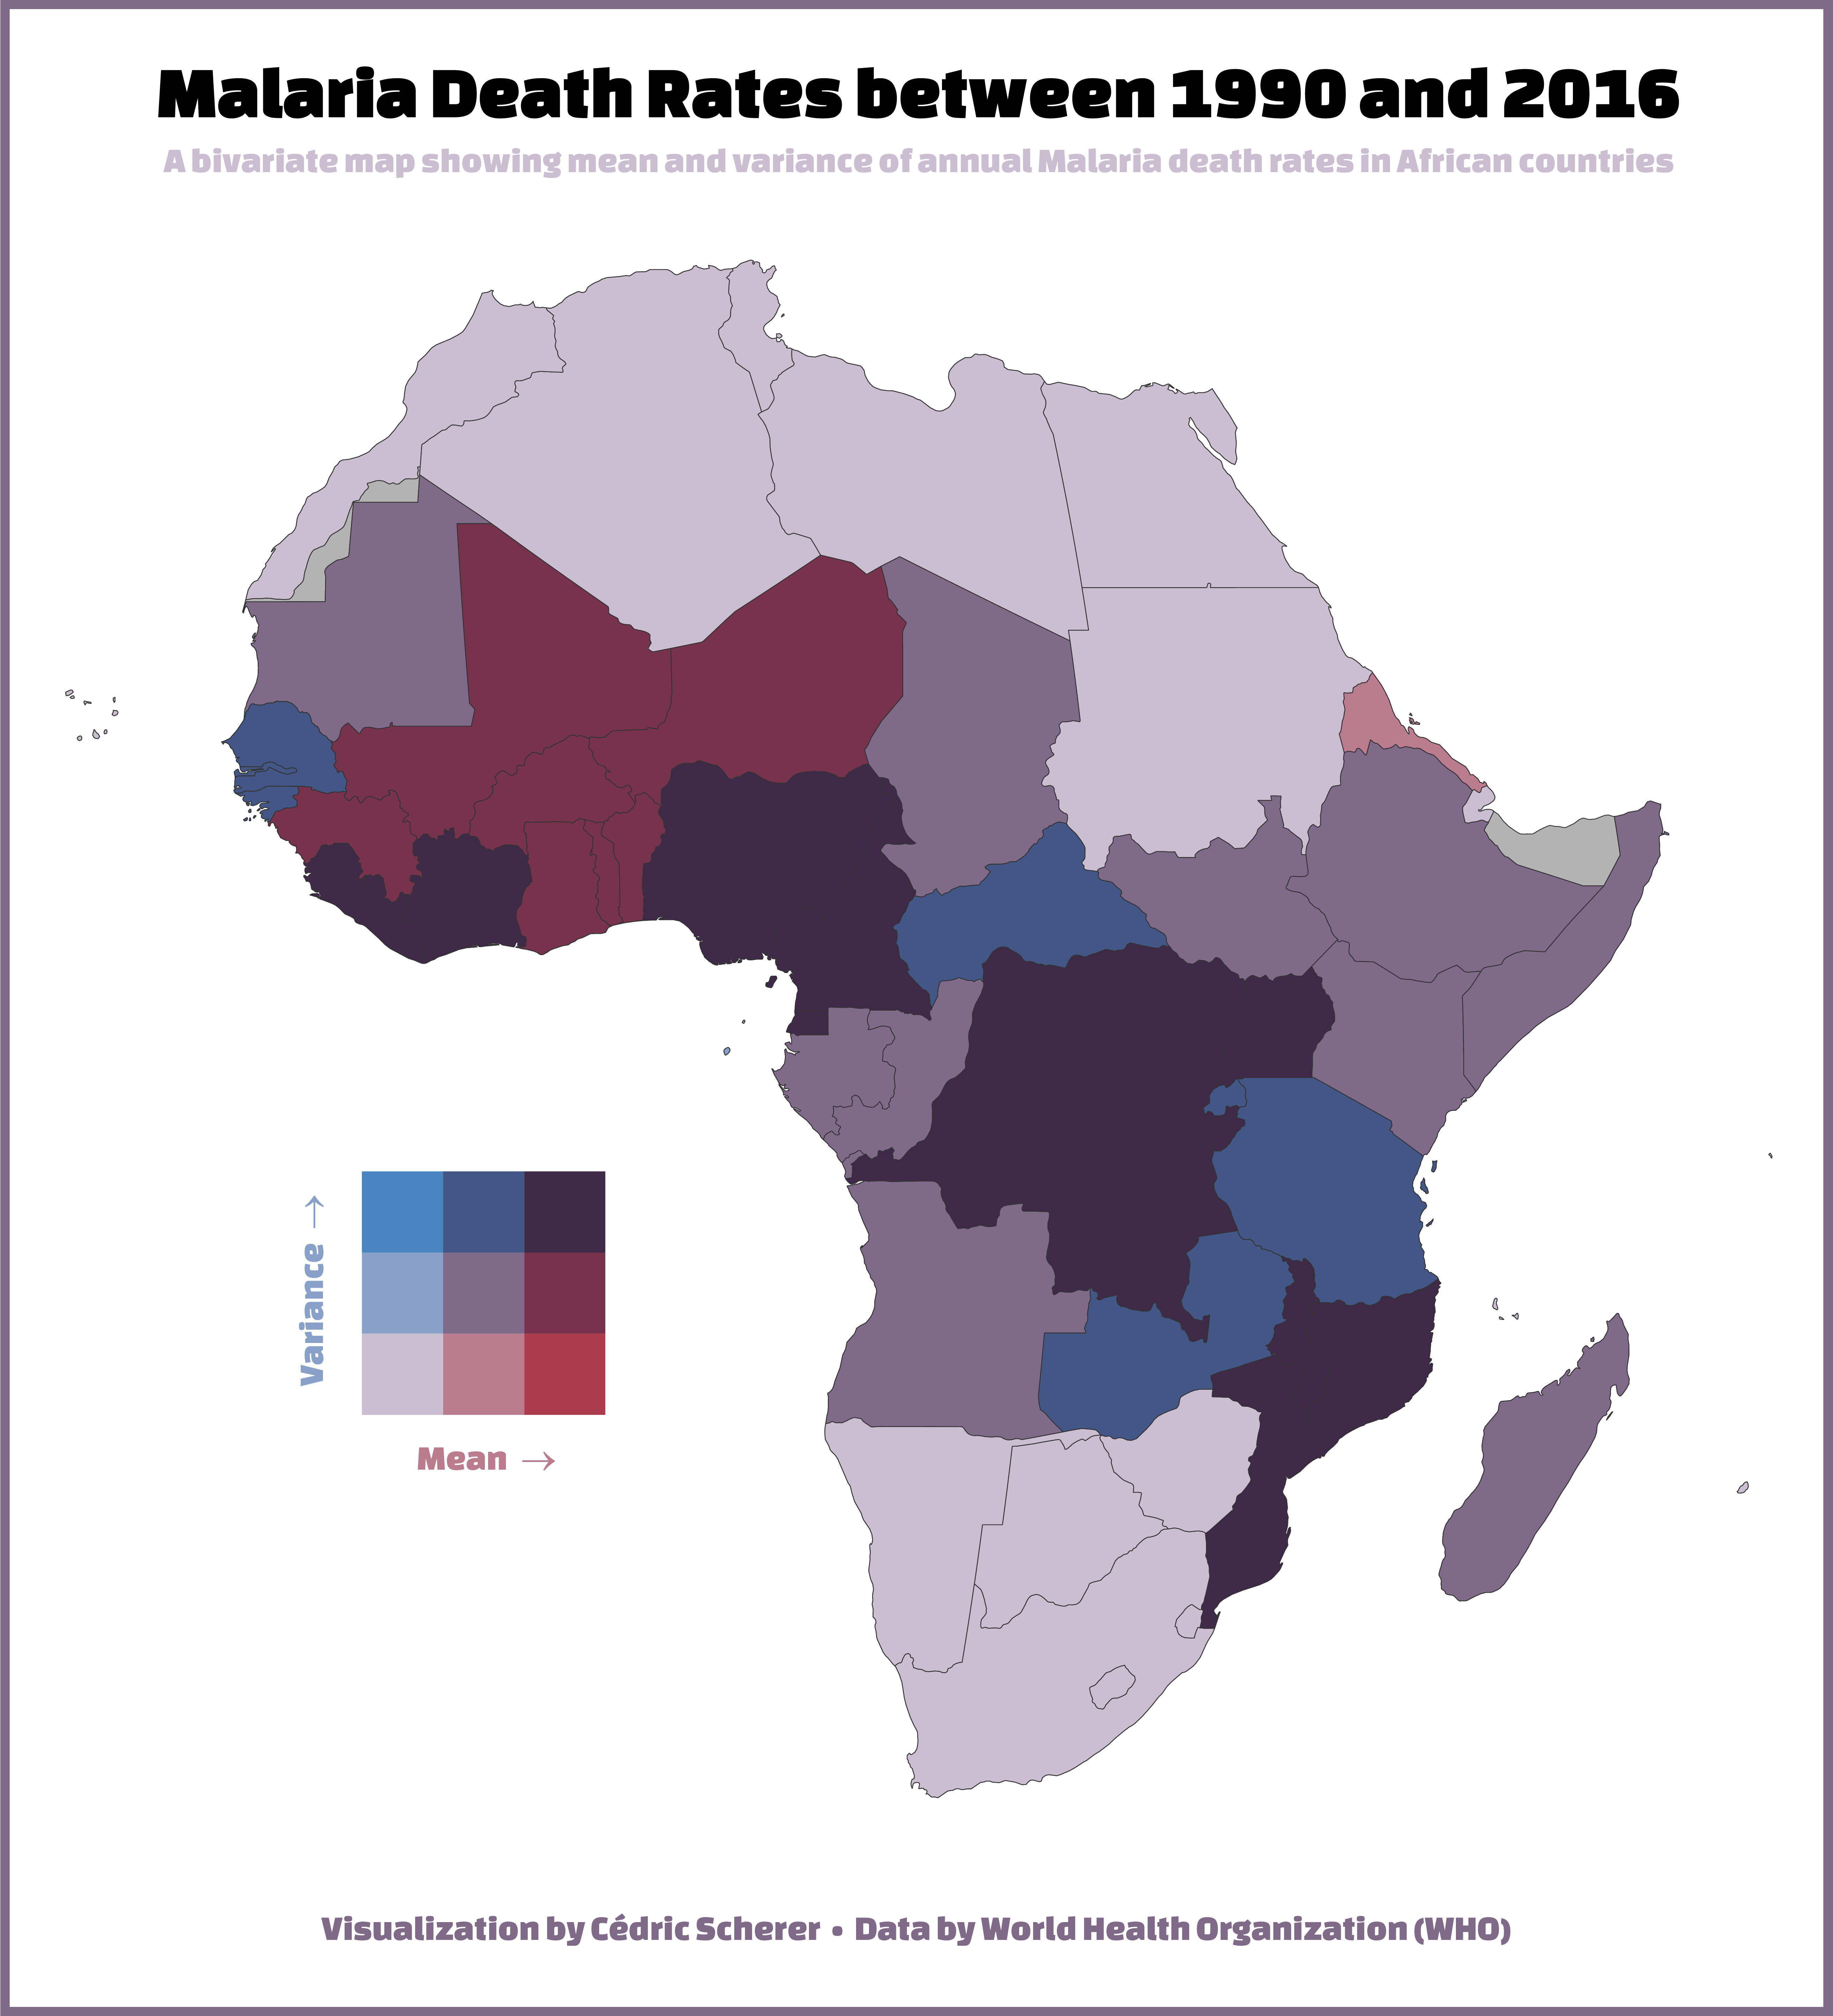 Malaria Death Rates between 1990 and 2016
A bivariate map showing mean and variance of annual Malaria death rates in African countries
Variance →
Mean →
Visualization by Cédric Scherer • Data by World Health Organization (WHO)